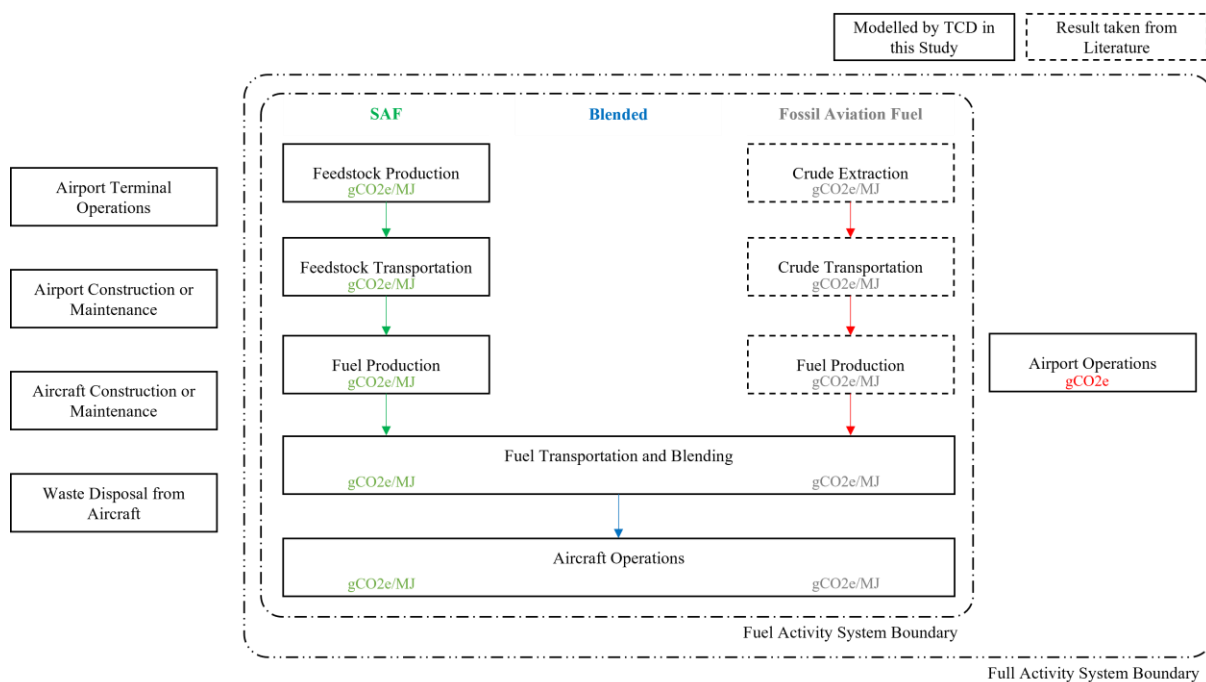 Modelled by TCD in
this Study
Result taken from
Literature
SAF
Blended
Fossil Aviation Fuel
Airport Terminal
Operations
Airport Construction or
Maintenance
Aircraft Construction or
Maintenance
Waste Disposal from
Aircraft
Feedstock Production
gCO2e/MJ
Feedstock Transportation
gCO2e/MJ
Fuel Production
gCO2e/MJ
Crude Extraction
gCO2e/MJ
Crude Transportation
gCO2e/MJ
Fuel Production
gCO2e/MJ
Fuel Transportation and Blending
gCO2e/MJ
gCO2e/MJ
Aircraft Operations
gCO2e/MJ
gCO2e/MJ
Airport Operations
gCO2e
Fuel Activity System Boundary
Full Activity System Boundary